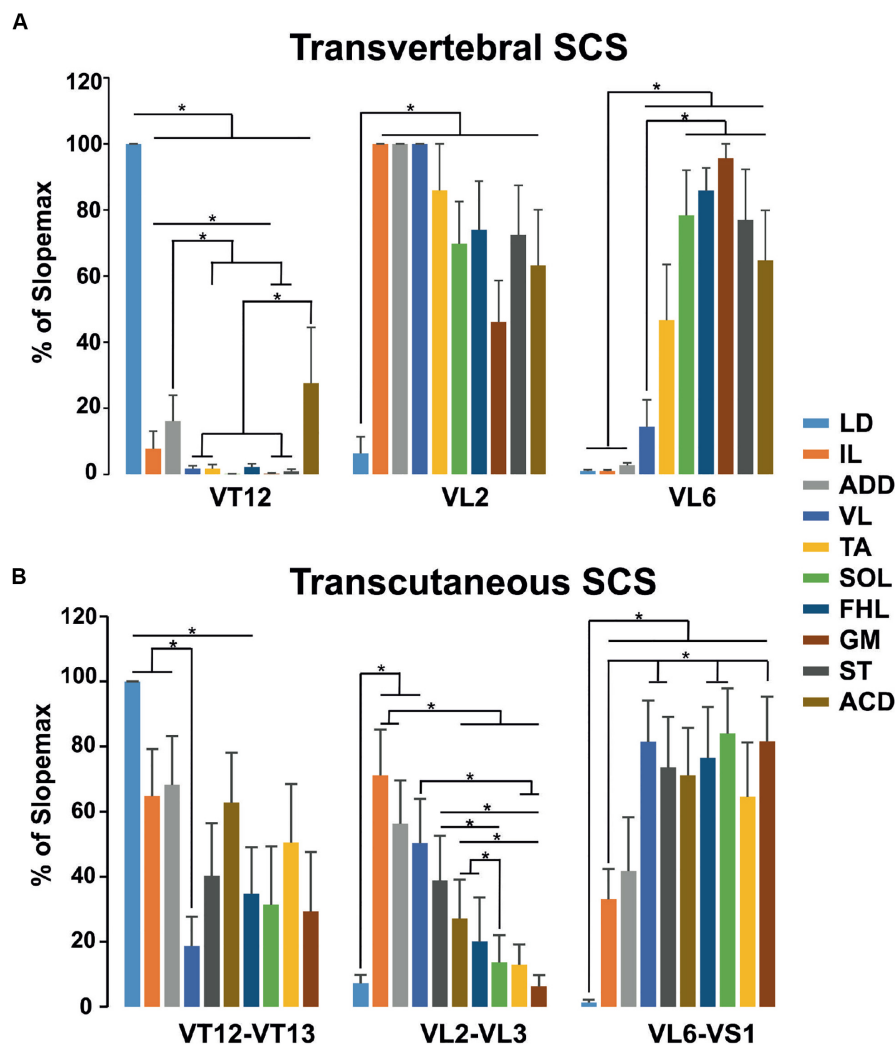 A
Transvertebral SCS
% of Slopemax
120
100
80
60
40
20
0
*
*
*
*
*
*
*
VT12
VL2
VL6
LD
IL
ADD
VL
TA
SOL
FHL
GM
ST
ACD
B
Transcutaneous SCS
% of Slopemax
120
100
80
60
40
20
0
*
*
*
*
*
*
*
*
*
*
*
VT12-VT13
VL2-VL3
VL6-VS1